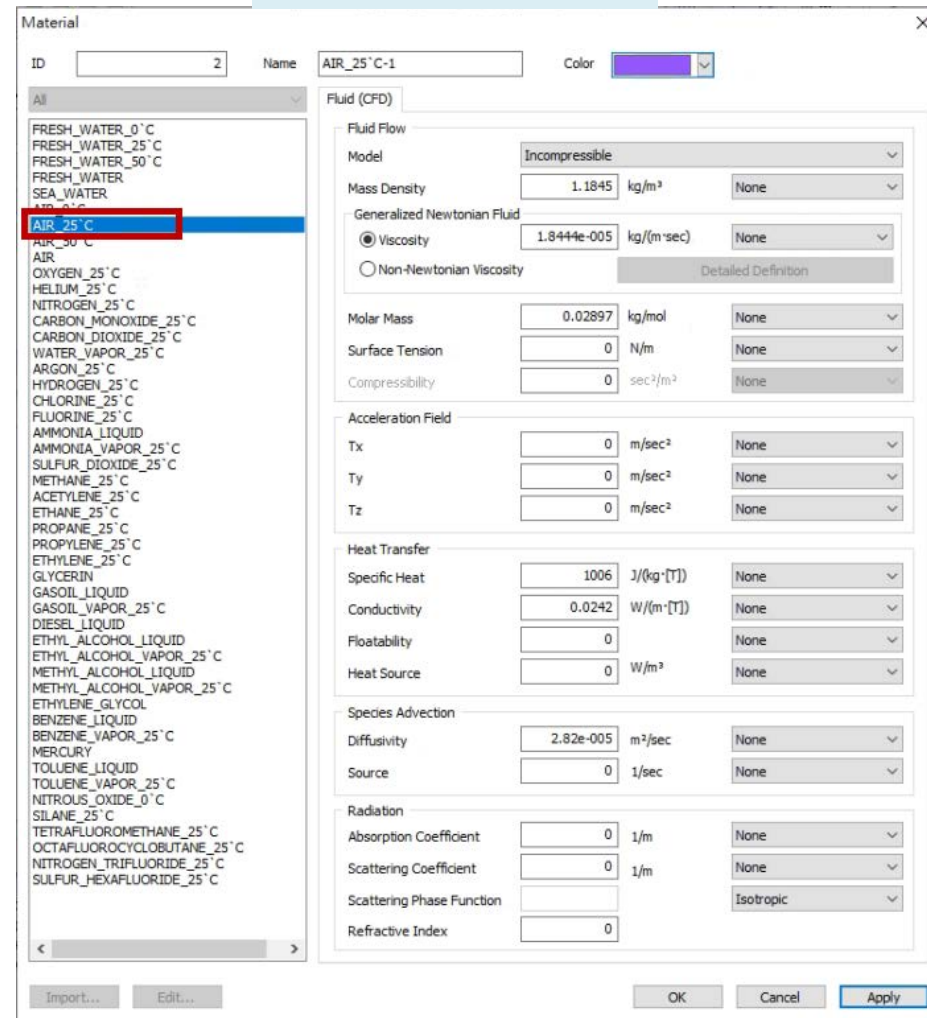 Material
ID 2 Name AIR_25`C-1 Color
All
Fluid (CFD)
FRESH_WATER_0`C
FRESH_WATER_25`C
FRESH_WATER_50`C
FRESH_WATER
SEA_WATER
AIR_0`C
AIR_25`C
AIR_50`C
AIR
OXYGEN_25`C
HELIUM_25`C
NITROGEN_25`C
CARBON_MONOXIDE_25`C
CARBON_DIOXIDE_25`C
WATER_VAPOR_25`C
ARGON_25`C
HYDROGEN_25`C
CHLORINE_25`C
FLUORINE_25`C
AMMONIA_LIQUID
AMMONIA_VAPOR_25`C
SULFUR_DIOXIDE_25`C
METHANE_25`C
ACETYLENE_25`C
ETHANE_25`C
PROPANE_25`C
PROPYLENE_25`C
ETHYLENE_25`C
GLYCERIN
GASOIL_LIQUID
GASOIL_VAPOR_25`C
DIESEL_LIQUID
ETHYL_ALCOHOL_LIQUID
ETHYL_ALCOHOL_VAPOR_25`C
METHYL_ALCOHOL_LIQUID
METHYL_ALCOHOL_VAPOR_25`C
ETHYLENE_GLYCOL
BENZENE_LIQUID
BENZENE_VAPOR_25`C
MERCURY
TOLUENE_LIQUID
TOLUENE_VAPOR_25`C
NITROUS_OXIDE_0`C
SILANE_25`C
TETRAFLUOROMETHANE_25`C
OCTAFLUOROCYCLOBUTANE_25`C
NITROGEN_TRIFLUORIDE_25`C
SULFUR_HEXAFLUORIDE_25`C
Fluid Flow
Model Incompressible
Mass Density 1.1845 kg/m³ None
Generalized Newtonian Fluid
Viscosity 1.8444e-005 kg/(m·sec) None
Non-Newtonian Viscosity Detailed Definition
Molar Mass 0.02897 kg/mol None
Surface Tension 0 N/m None
Compressibility 0 sec²/m² None
Acceleration Field
Tx 0 m/sec² None
Ty 0 m/sec² None
Tz 0 m/sec² None
Heat Transfer
Specific Heat 1006 J/(kg·[T]) None
Conductivity 0.0242 W/(m·[T]) None
Floatability 0 None
Heat Source 0 W/m³ None
Species Advection
Diffusivity 2.82e-005 m²/sec None
Source 0 1/sec None
Radiation
Absorption Coefficient 0 1/m None
Scattering Coefficient 0 1/m None
Scattering Phase Function Isotropic
Refractive Index 0
Import... Edit... OK Cancel Apply